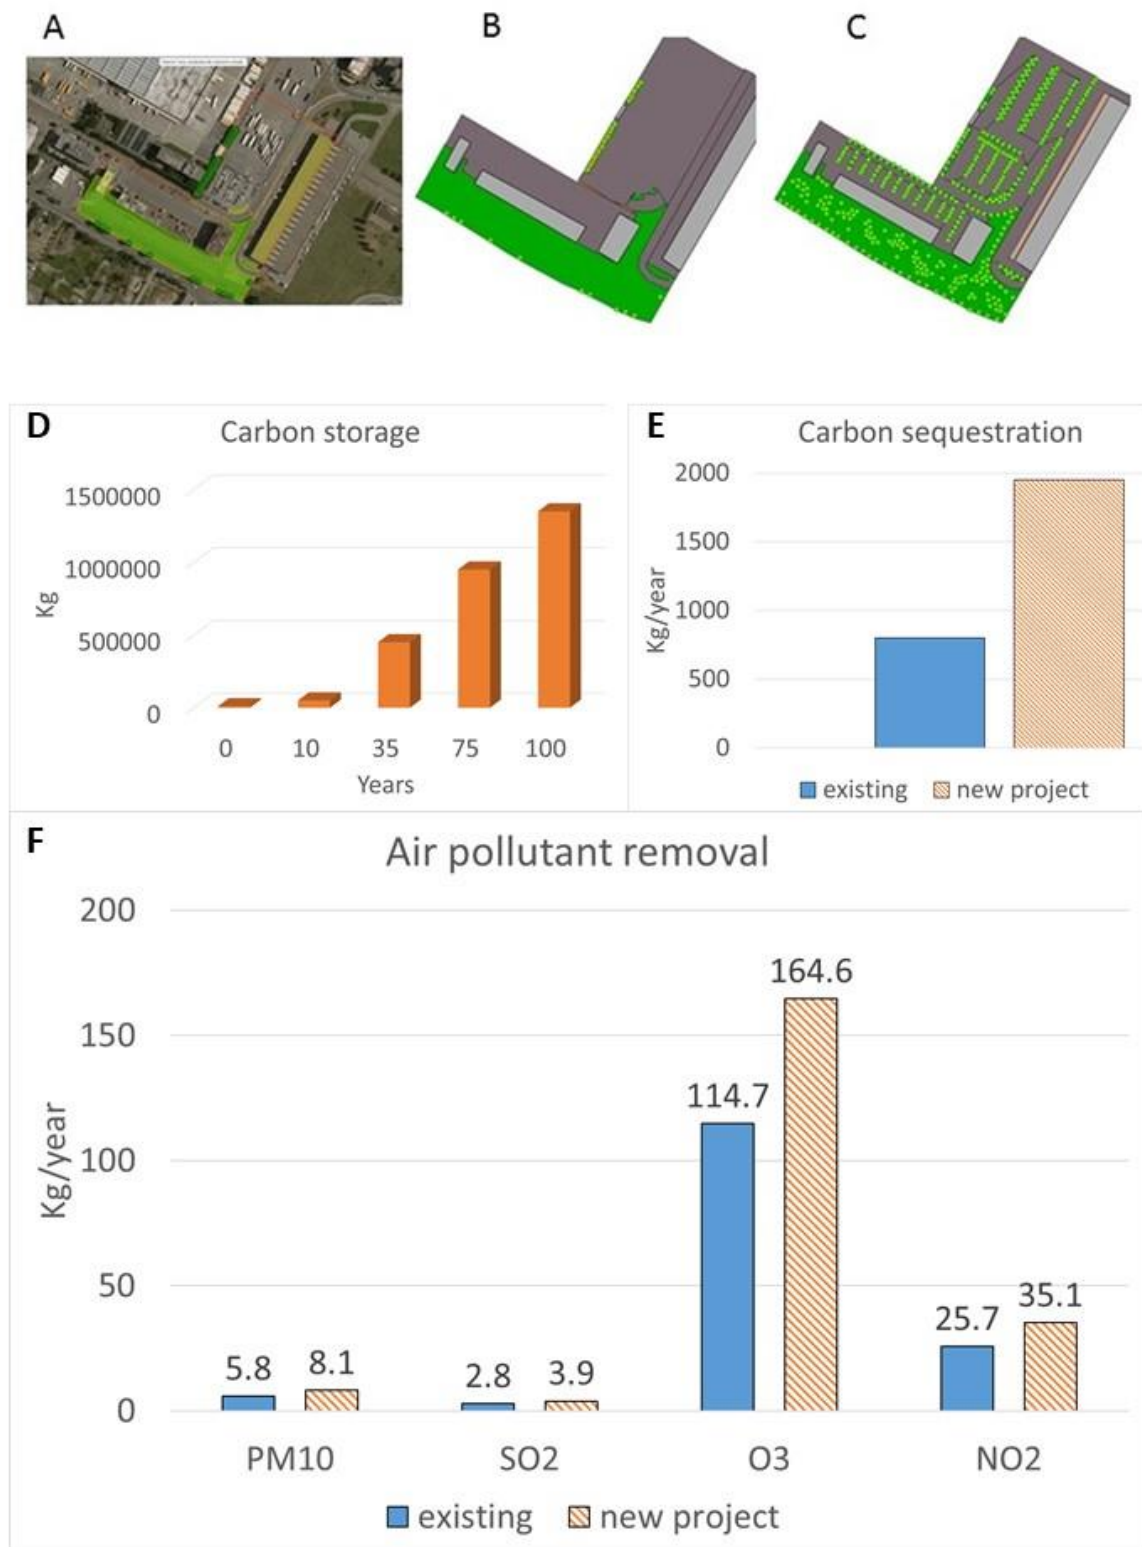 A
B
C
D
Carbon storage
1500000
1000000
500000
0
Kg
0 10 35 75 100
Years
E
Carbon sequestration
2000
1500
1000
500
0
Kg/year
existing new project
F
Air pollutant removal
200
150
100
50
0
Kg/year
5.8 8.1 2.8 3.9 114.7 164.6 25.7 35.1
PM10 SO2 O3 NO2
existing new project